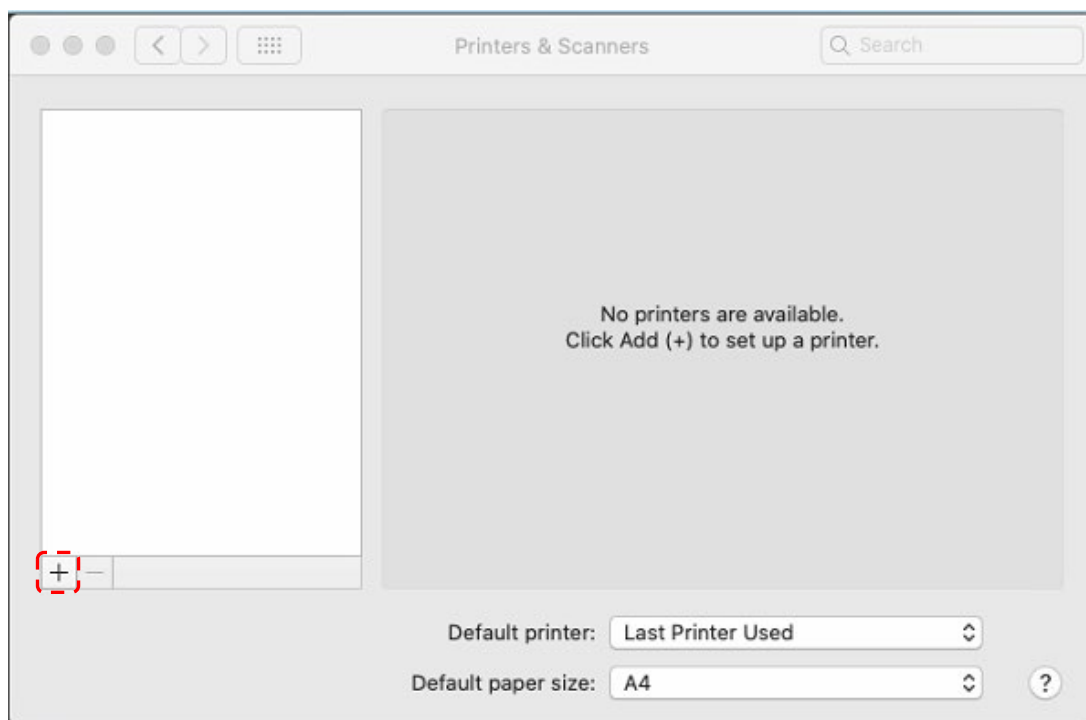 Printers & Scanners
Search
No printers are available.
Click Add (+) to set up a printer.
+ −
Default printer: Last Printer Used
Default paper size: A4 ?